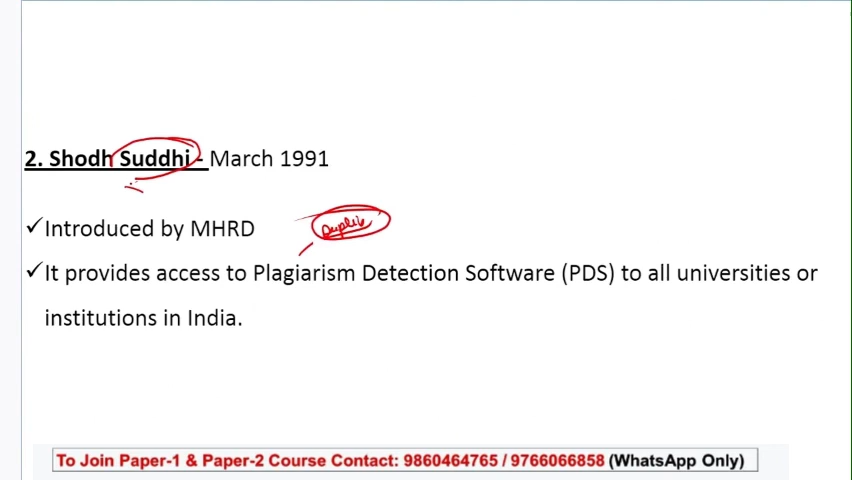 2. Shodh Suddhi - March 1991
✓Introduced by MHRD
✓It provides access to Plagiarism Detection Software (PDS) to all universities or
institutions in India.
To Join Paper-1 & Paper-2 Course Contact: 9860464765 / 9766066858 (WhatsApp Only)